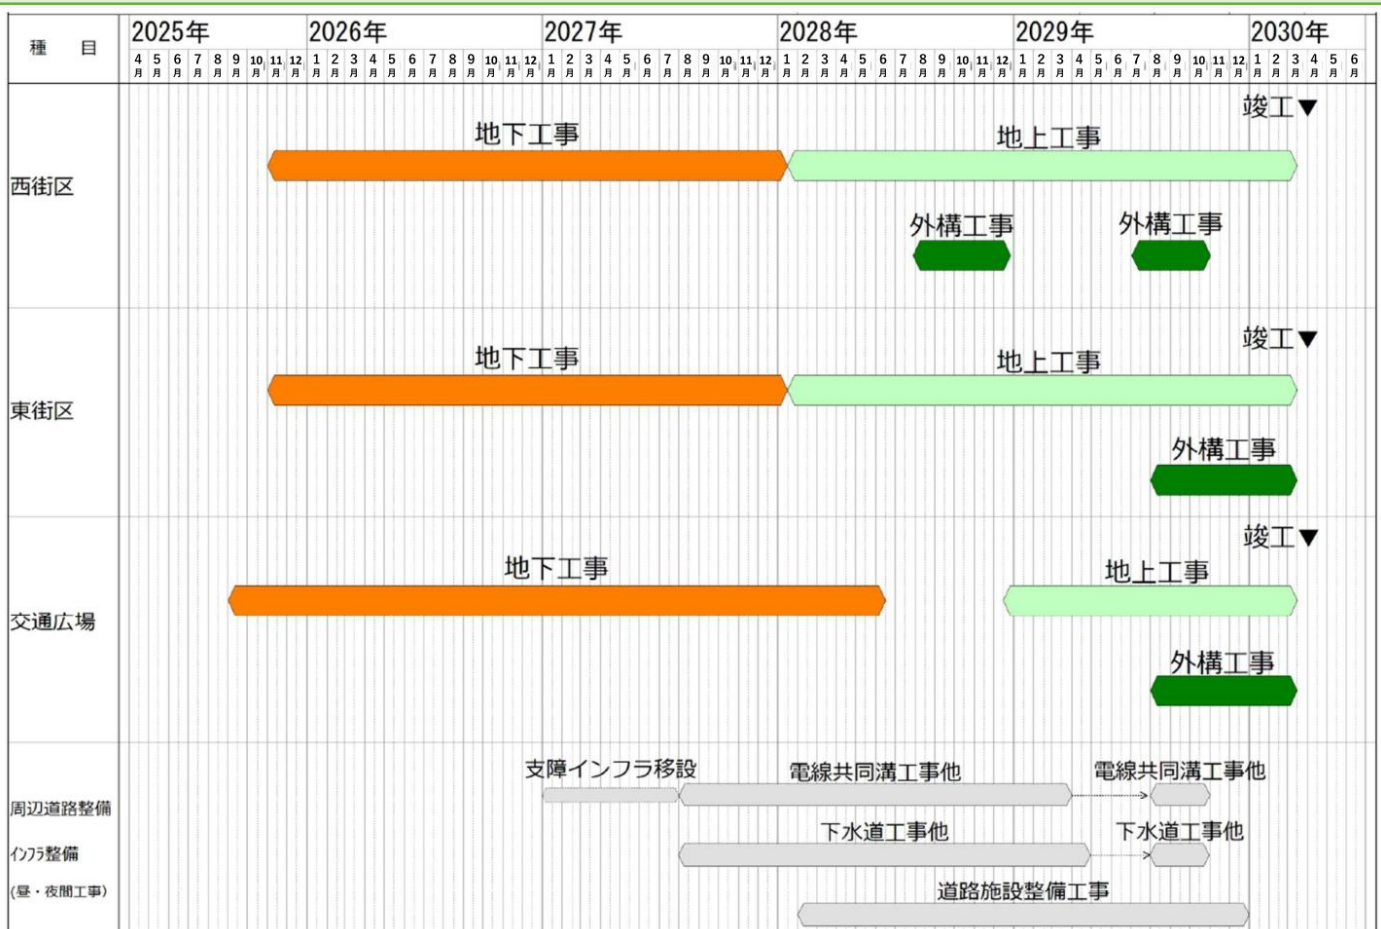 種　目
2025年 2026年 2027年 2028年 2029年 2030年
4月 5月 6月 7月 8月 9月 10月 11月 12月 1月 2月 3月 4月 5月 6月 7月 8月 9月 10月 11月 12月 1月 2月 3月 4月 5月 6月 7月 8月 9月 10月 11月 12月 1月 2月 3月 4月 5月 6月 7月 8月 9月 10月 11月 12月 1月 2月 3月 4月 5月 6月 7月 8月 9月 10月 11月 12月 1月 2月 3月 4月 5月 6月
竣工▼
地下工事 地上工事
西街区
外構工事 外構工事
竣工▼
地下工事 地上工事
東街区
外構工事
竣工▼
地下工事 地上工事
交通広場
外構工事
支障インフラ移設 電線共同溝工事他 電線共同溝工事他
周辺道路整備
下水道工事他 下水道工事他
インフラ整備
(昼・夜間工事)
道路施設整備工事